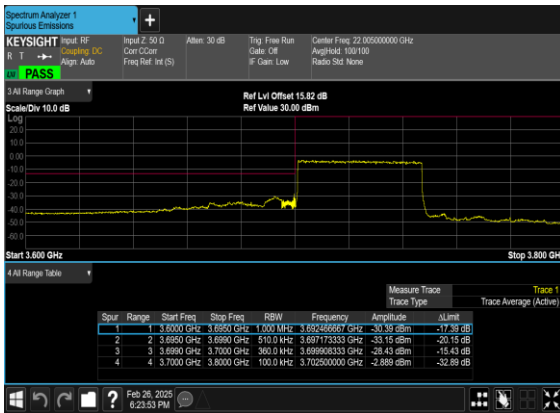 Spectrum Analyzer 1
Spurious Emissions
KEYSIGHT Input: RF Input Z: 50 Ω Atten: 30 dB Trig: Free Run Center Freq: 22.005000000 GHz
R T Coupling: DC Corr CCorr Gate: Off Avg|Hold: 100/100
Align: Auto Freq Ref: Int (S) IF Gain: Low Radio Std: None
PASS
3 All Range Graph
Ref Lvl Offset 15.82 dB
Scale/Div 10.0 dB Ref Value 30.00 dBm
Log
20.0
10.0
0.00
-10.0
-20.0
-30.0
-40.0
-50.0
-60.0
Start 3.600 GHz Stop 3.800 GH
4 All Range Table
Measure Trace Trace 1
Trace Type Trace Average (Active)
Spur Range Start Freq Stop Freq RBW Frequency Amplitude ΔLimit
1 1 3.6000 GHz 3.6950 GHz 1.000 MHz 3.692466667 GHz -30.39 dBm -17.39 dB
2 2 3.6950 GHz 3.6990 GHz 510.0 kHz 3.697173333 GHz -33.15 dBm -20.15 dB
3 3 3.6990 GHz 3.7000 GHz 360.0 kHz 3.699908333 GHz -28.43 dBm -15.43 dB
4 4 3.7000 GHz 3.8000 GHz 100.0 kHz 3.702500000 GHz -2.889 dBm -32.89 dB
Feb 26, 2025
6:23:53 PM